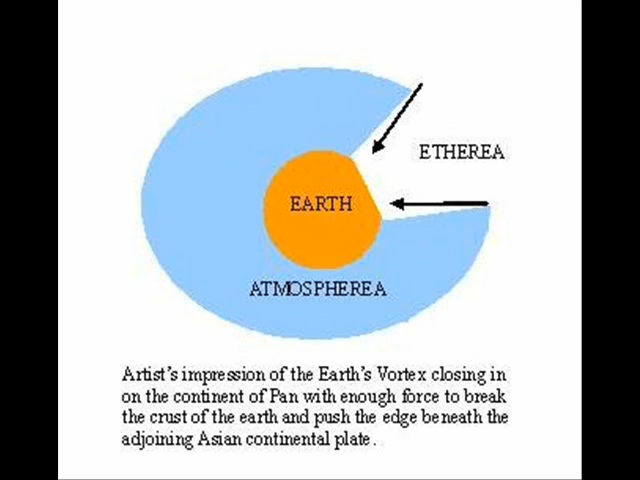 ETHEREA
EARTH
ATMOSPHEREA
Artist's impression of the Earth's Vortex closing in
on the continent of Pan with enough force to break
the crust of the earth and push the edge beneath the
adjoining Asian continental plate.